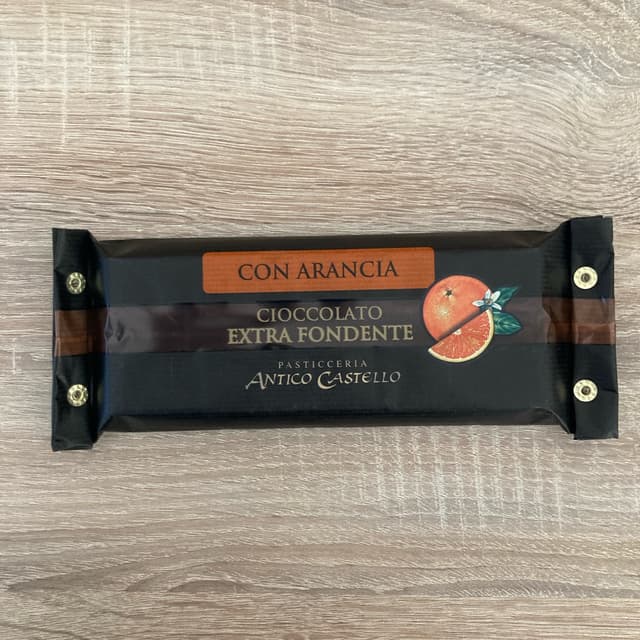 CON ARANCIA
CIOCCOLATO
EXTRA FONDENTE
PASTICCERIA
ANTICO CASTELLO